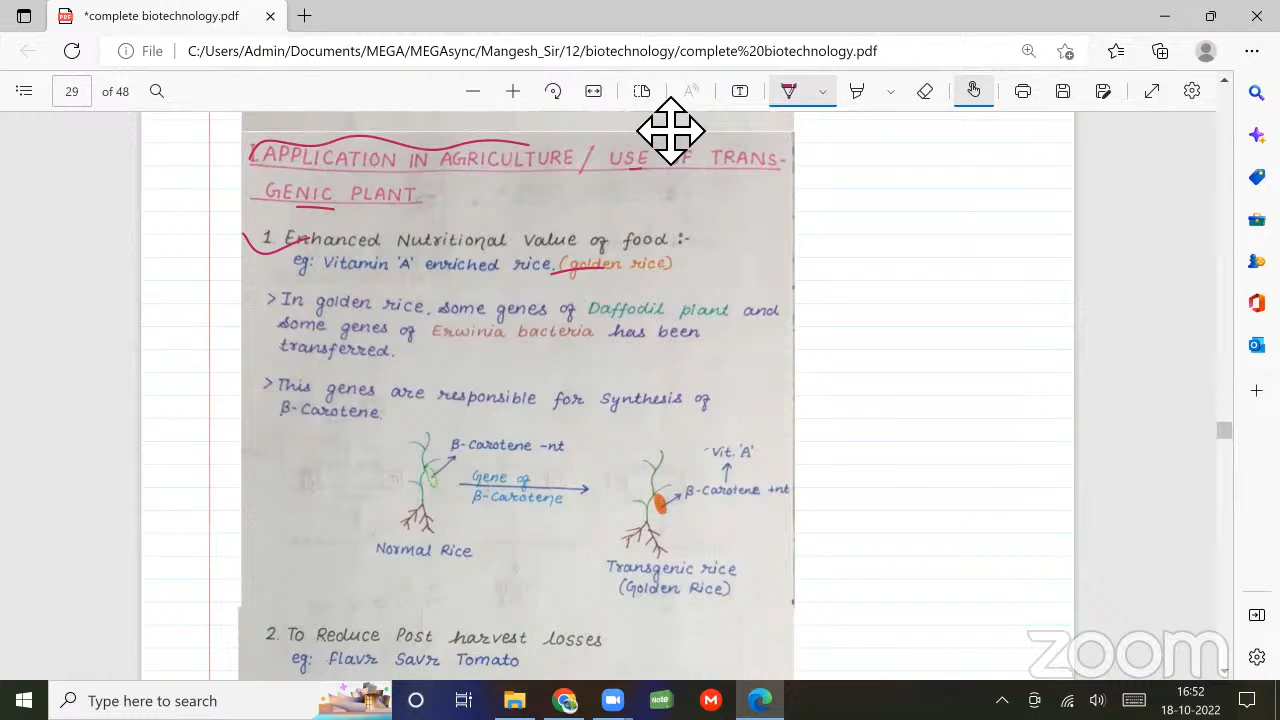 *complete biotechnology.pdf
File
C:/Users/Admin/Documents/MEGA/MEGAsync/Mangesh_Sir/12/biotechnology/complete%20biotechnology.pdf
29 of 48
APPLICATION IN AGRICULTURE / USE OF TRANS-
GENIC PLANT
1. Enhanced Nutritional Value of food :-
eg: Vitamin 'A' enriched rice. (golden rice)
> In golden rice, some genes of Daffodil plant and
some genes of Erwinia bacteria has been
transferred.
> This genes are responsible for synthesis of
β-Carotene.
β-Carotene -nt
Gene of
β-Carotene
Normal Rice
Vit. 'A'
β-Carotene +nt
Transgenic rice
(Golden Rice)
2. To Reduce Post harvest losses
eg: flavr Savr Tomato
zoom
Type here to search
16:52
18-10-2022